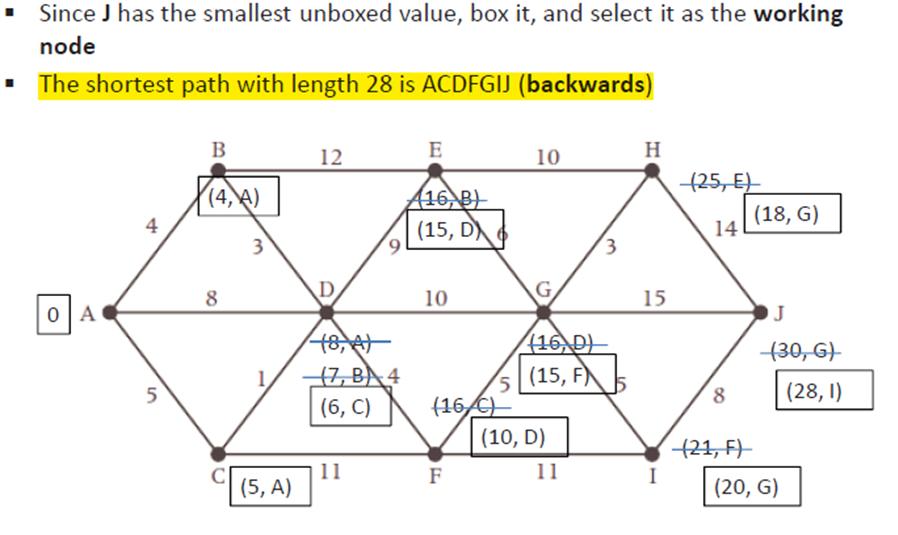 ▪ Since J has the smallest unboxed value, box it, and select it as the working
node
▪ The shortest path with length 28 is ACDFGIJ (backwards)
B 12 E 10 H
(4, A) (16, B) (25, E)
(18, G)
4 3 9 (15, D) 6 3 14
0 A 8 D 10 G 15 J
(8, A) (16, D) (30, G)
(7, B) 4 5 (15, F) 5 (28, I)
5 1 (6, C) (16, C) 8
(10, D) (21, F)
C (5, A) 11 F 11 I (20, G)